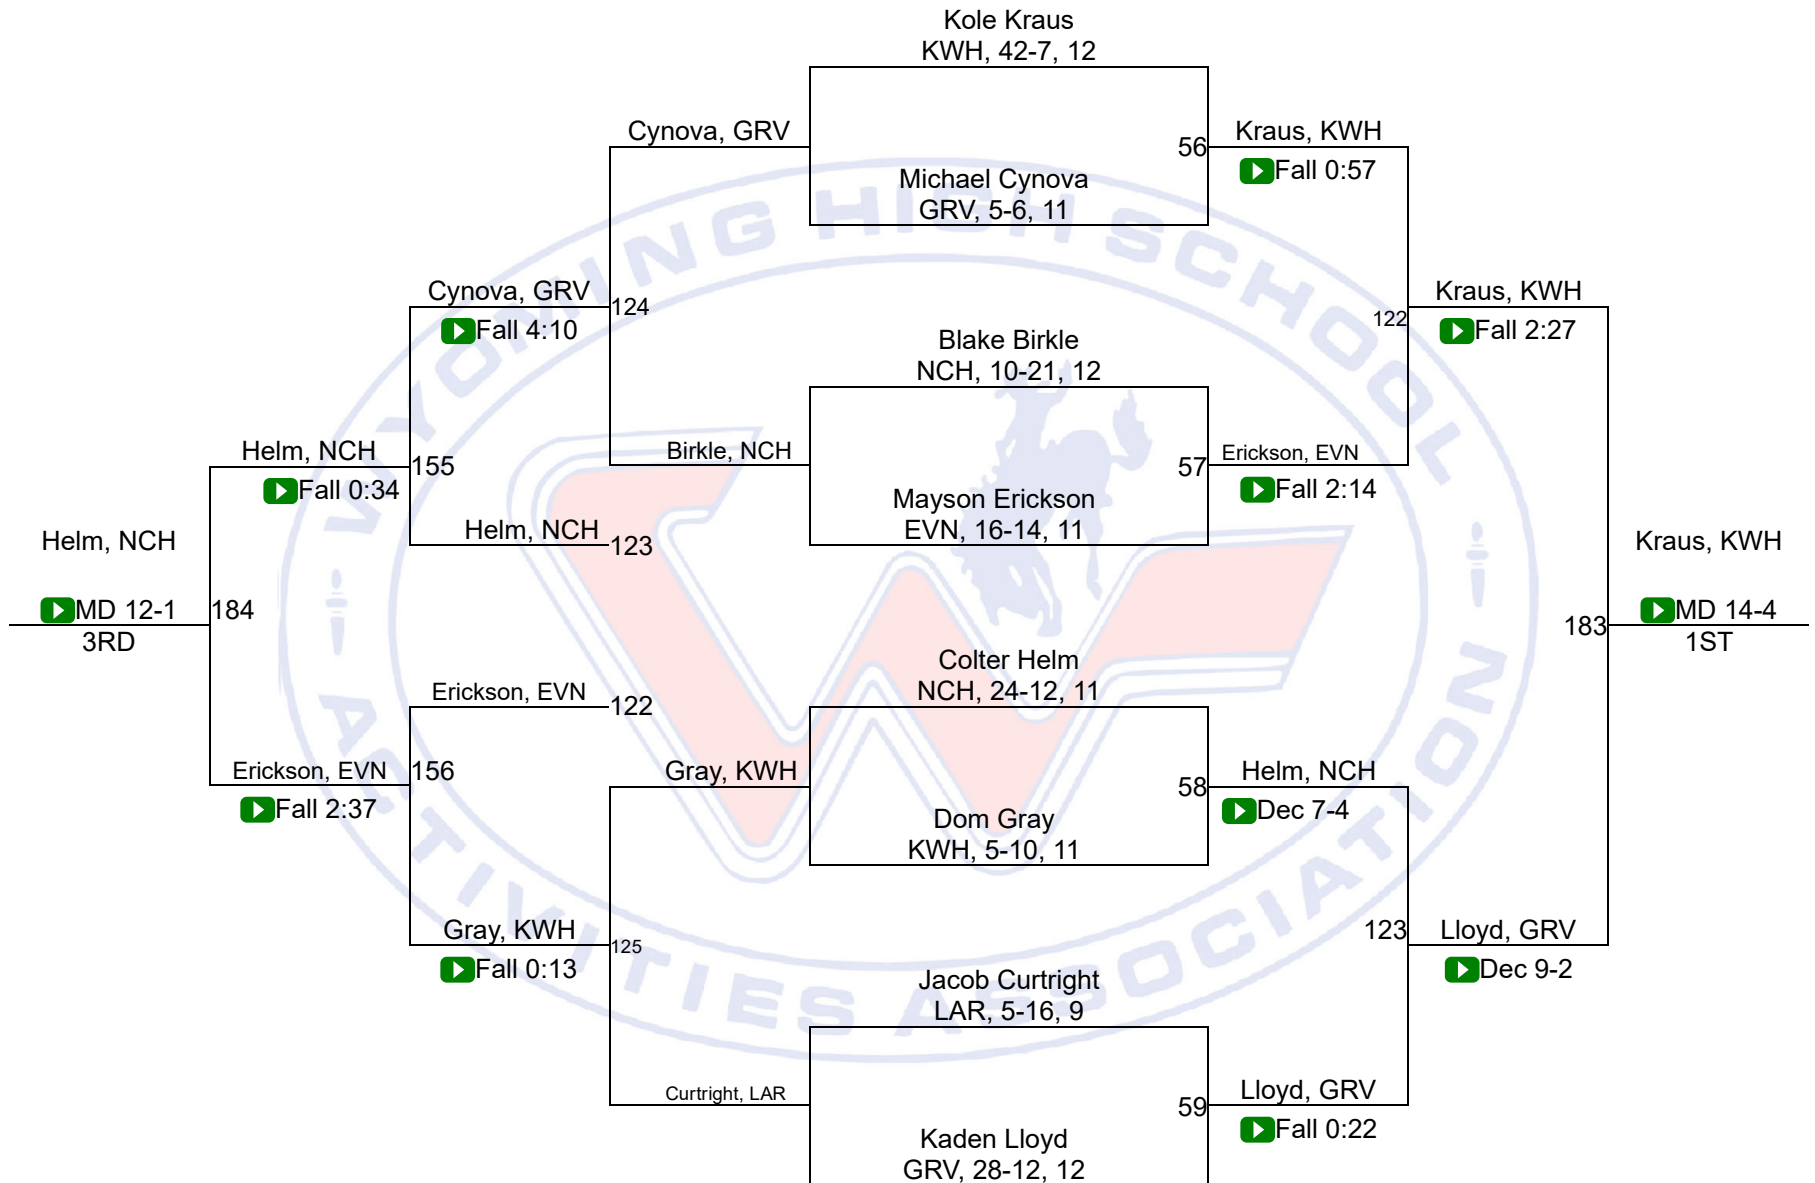 Kole Kraus
KWH, 42-7, 12
Cynova, GRV
56
Kraus, KWH
Fall 0:57
Michael Cynova
GRV, 5-6, 11
Cynova, GRV
124
Fall 4:10
122
Kraus, KWH
Fall 2:27
Blake Birkle
NCH, 10-21, 12
Helm, NCH
155
Fall 0:34
Birkle, NCH
57
Erickson, EVN
Fall 2:14
Mayson Erickson
EVN, 16-14, 11
Helm, NCH
123
Helm, NCH
MD 12-1
3RD
184
183
Kraus, KWH
MD 14-4
1ST
Colter Helm
NCH, 24-12, 11
Erickson, EVN
122
Erickson, EVN
156
Fall 2:37
Gray, KWH
58
Helm, NCH
Dec 7-4
Dom Gray
KWH, 5-10, 11
Gray, KWH
125
Fall 0:13
123
Lloyd, GRV
Dec 9-2
Jacob Curtright
LAR, 5-16, 9
Curtright, LAR
59
Lloyd, GRV
Fall 0:22
Kaden Lloyd
GRV, 28-12, 12
WYOMING HIGH SCHOOL
ACTIVITIES ASSOCIATION